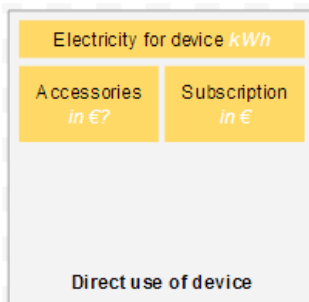 Electricity for device kWh
Accessories
in €?
Subscription
in €
Direct use of device